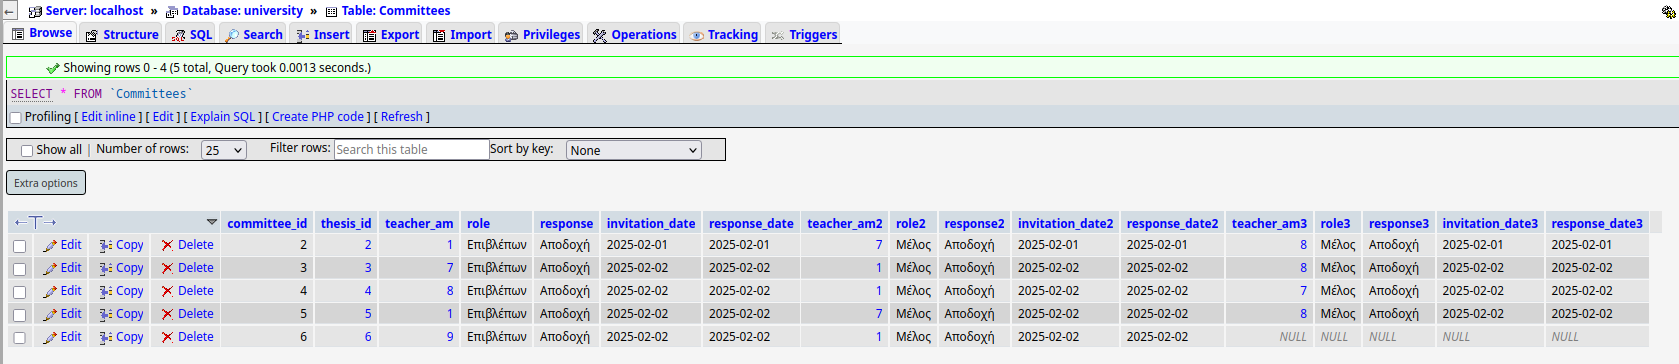 ← Server: localhost » Database: university » Table: Committees
Browse Structure SQL Search Insert Export Import Privileges Operations Tracking Triggers
Showing rows 0 - 4 (5 total, Query took 0.0013 seconds.)
SELECT * FROM `Committees`
Profiling [ Edit inline ] [ Edit ] [ Explain SQL ] [ Create PHP code ] [ Refresh ]
Show all | Number of rows: 25 Filter rows: Search this table Sort by key: None
Extra options
←T→ committee_id thesis_id teacher_am role response invitation_date response_date teacher_am2 role2 response2 invitation_date2 response_date2 teacher_am3 role3 response3 invitation_date3 response_date3
Edit Copy Delete 2 2 1 Επιβλέπων Αποδοχή 2025-02-01 2025-02-01 7 Μέλος Αποδοχή 2025-02-01 2025-02-01 8 Μέλος Αποδοχή 2025-02-01 2025-02-01
Edit Copy Delete 3 3 7 Επιβλέπων Αποδοχή 2025-02-02 2025-02-02 1 Μέλος Αποδοχή 2025-02-02 2025-02-02 8 Μέλος Αποδοχή 2025-02-02 2025-02-02
Edit Copy Delete 4 4 8 Επιβλέπων Αποδοχή 2025-02-02 2025-02-02 1 Μέλος Αποδοχή 2025-02-02 2025-02-02 7 Μέλος Αποδοχή 2025-02-02 2025-02-02
Edit Copy Delete 5 5 1 Επιβλέπων Αποδοχή 2025-02-02 2025-02-02 7 Μέλος Αποδοχή 2025-02-02 2025-02-02 8 Μέλος Αποδοχή 2025-02-02 2025-02-02
Edit Copy Delete 6 6 9 Επιβλέπων Αποδοχή 2025-02-02 2025-02-02 1 Μέλος Αποδοχή 2025-02-02 2025-02-02 NULL NULL NULL NULL NULL